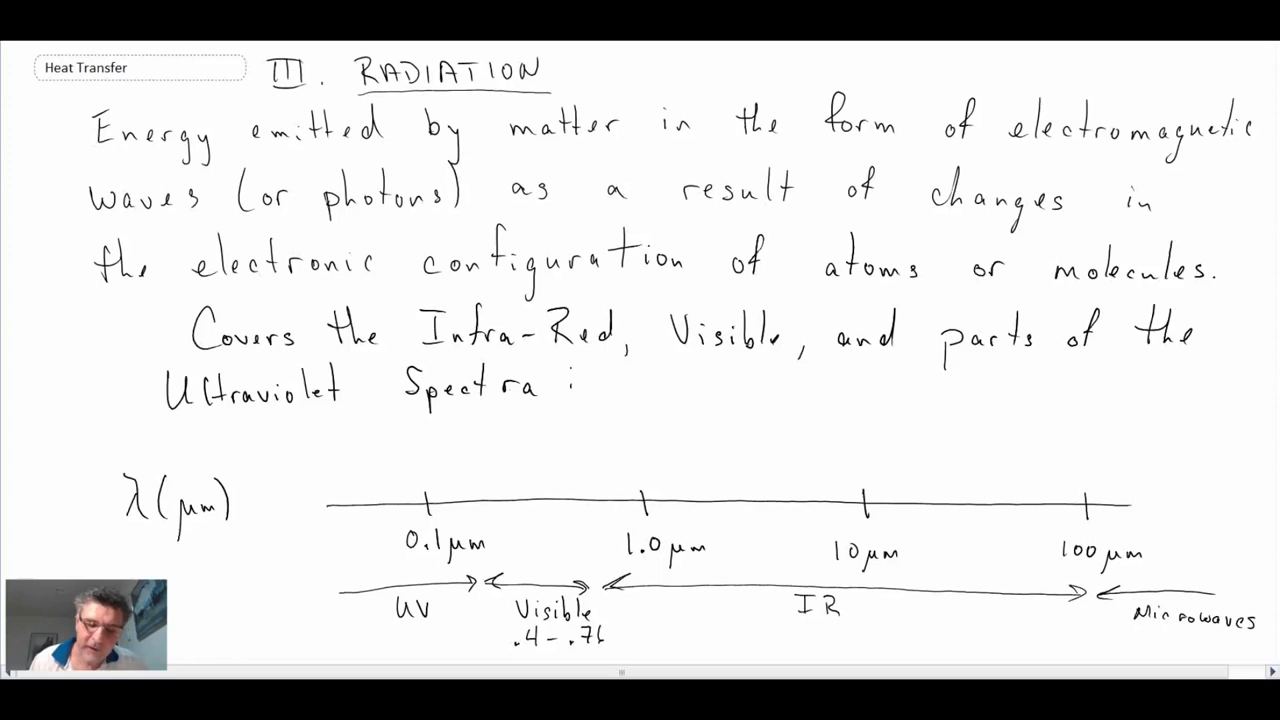 Heat Transfer
III. RADIATION
Energy emitted by matter in the form of electromagnetic
waves (or photons) as a result of changes in
the electronic configuration of atoms or molecules.
Covers the Infra-Red, Visible, and parts of the
Ultraviolet Spectra :
λ(μm)
0.1μm 1.0μm 10μm 100μm
UV Visible IR Microwaves
.4 - .76